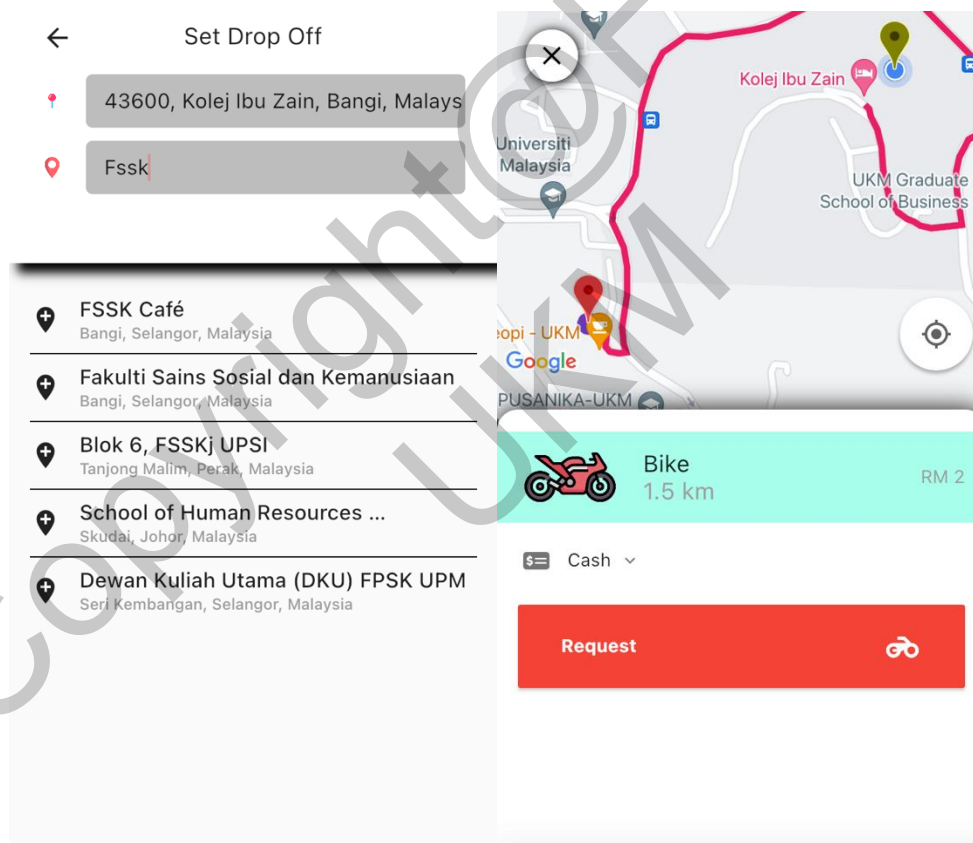 Set Drop Off
43600, Kolej Ibu Zain, Bangi, Malays
Fssk
FSSK Café
Bangi, Selangor, Malaysia
Fakulti Sains Sosial dan Kemanusiaan
Bangi, Selangor, Malaysia
Blok 6, FSSKj UPSI
Tanjong Malim, Perak, Malaysia
School of Human Resources ...
Skudai, Johor, Malaysia
Dewan Kuliah Utama (DKU) FPSK UPM
Seri Kembangan, Selangor, Malaysia
Kolej Ibu Zain
Universiti
Malaysia
UKM Graduate
School of Business
eopi - UKM
Google
PUSANIKA-UKM
Bike
1.5 km
RM 2
$
Cash
Request
Copyright@
UKM